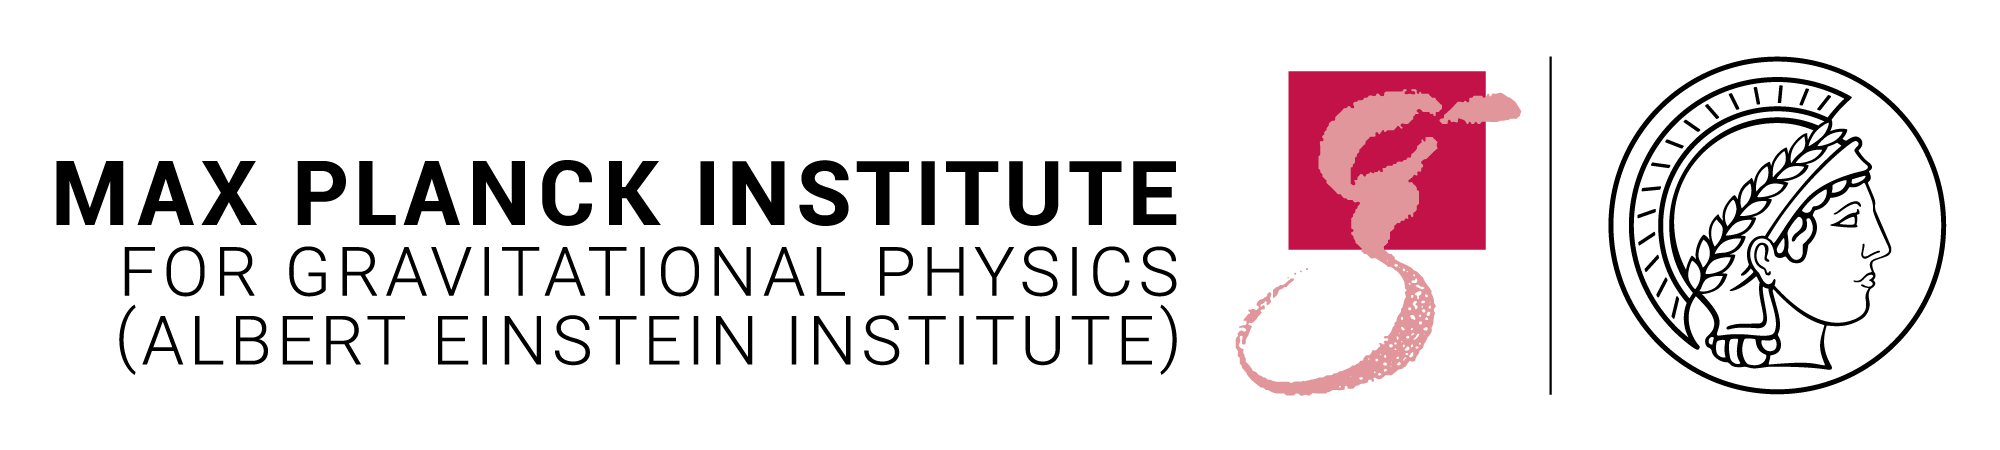 MAX PLANCK INSTITUTE
FOR GRAVITATIONAL PHYSICS
(ALBERT EINSTEIN INSTITUTE)
g